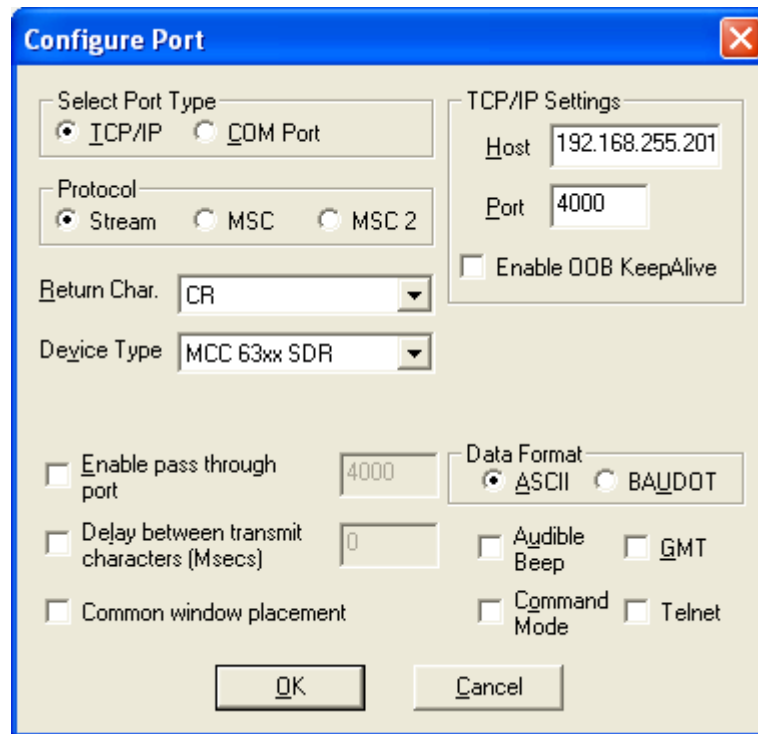 Configure Port
Select Port Type
TCP/IP
COM Port
Protocol
Stream
MSC
MSC 2
Return Char.
CR
Device Type
MCC 63xx SDR
TCP/IP Settings
Host
192.168.255.201
Port
4000
Enable OOB KeepAlive
Enable pass through
port
4000
Delay between transmit
characters (Msecs)
0
Common window placement
Data Format
ASCII
BAUDOT
Audible
Beep
GMT
Command
Mode
Telnet
OK
Cancel